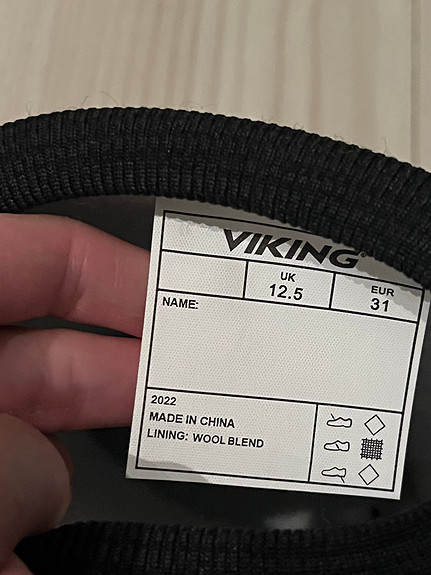 VIKING®
UK EUR
12.5 31
NAME:
2022
MADE IN CHINA
LINING: WOOL BLEND